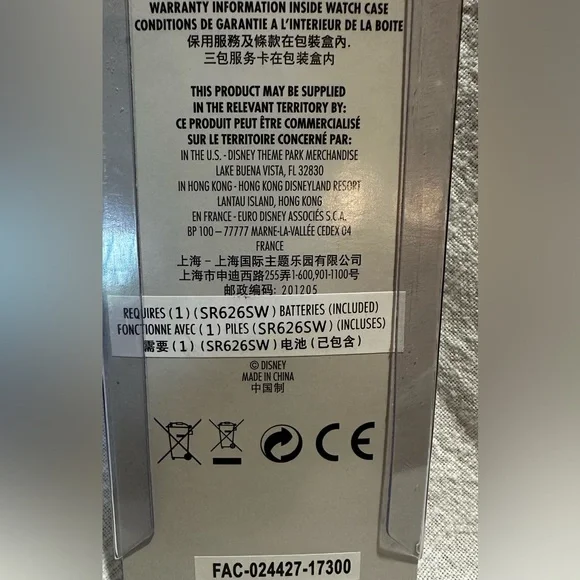 WARRANTY INFORMATION INSIDE WATCH CASE
CONDITIONS DE GARANTIE A L'INTERIEUR DE LA BOITE
保用服務及條款在包裝盒內.
三包服务卡在包装盒内
THIS PRODUCT MAY BE SUPPLIED
IN THE RELEVANT TERRITORY BY:
CE PRODUIT PEUT ÊTRE COMMERCIALISÉ
SUR LE TERRITOIRE CONCERNÉ PAR:
IN THE U.S. - DISNEY THEME PARK MERCHANDISE
LAKE BUENA VISTA, FL 32830
IN HONG KONG - HONG KONG DISNEYLAND RESORT
LANTAU ISLAND, HONG KONG
EN FRANCE - EURO DISNEY ASSOCIÉS S.C.A.
BP 100 – 77777 MARNE-LA-VALLÉE CEDEX 04
FRANCE
上海 – 上海国际主题乐园有限公司
上海市申迪西路255弄1-600,901-1100号
邮政编码: 201205
REQUIRES (1) (SR626SW) BATTERIES (INCLUDED)
FONCTIONNE AVEC (1) PILES (SR626SW) (INCLUSES)
需要 (1) (SR626SW) 电池 (已包含)
© DISNEY
MADE IN CHINA
中国制
CE
FAC-024427-17300